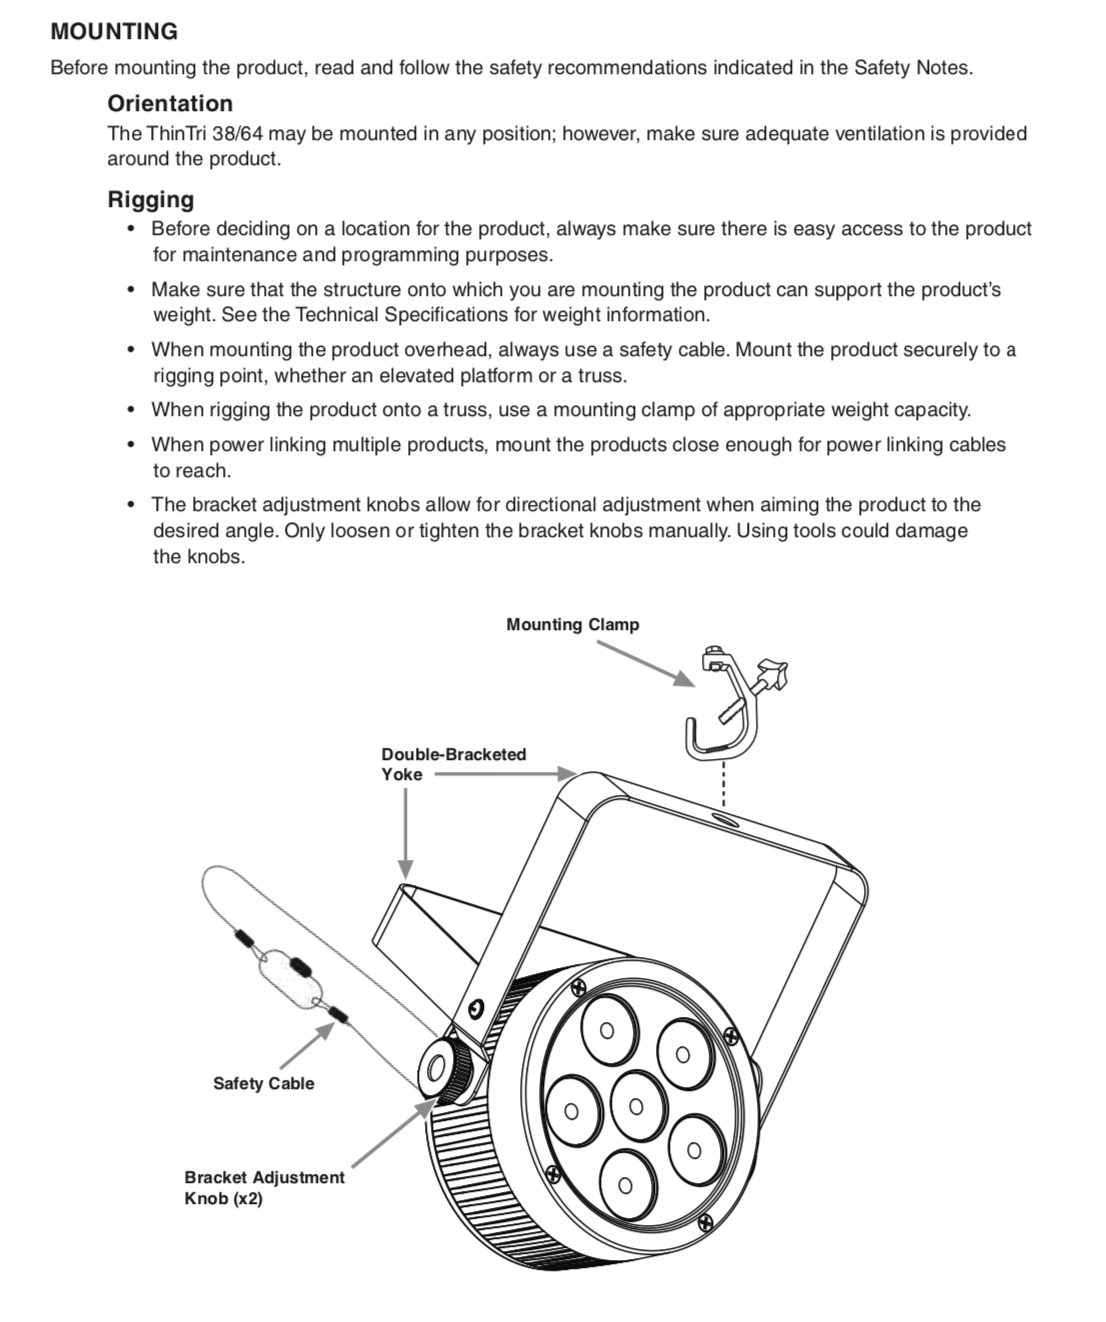 MOUNTING
Before mounting the product, read and follow the safety recommendations indicated in the Safety Notes.
Orientation
The ThinTri 38/64 may be mounted in any position; however, make sure adequate ventilation is provided
around the product.
Rigging
• Before deciding on a location for the product, always make sure there is easy access to the product
for maintenance and programming purposes.
• Make sure that the structure onto which you are mounting the product can support the product's
weight. See the Technical Specifications for weight information.
• When mounting the product overhead, always use a safety cable. Mount the product securely to a
rigging point, whether an elevated platform or a truss.
• When rigging the product onto a truss, use a mounting clamp of appropriate weight capacity.
• When power linking multiple products, mount the products close enough for power linking cables
to reach.
• The bracket adjustment knobs allow for directional adjustment when aiming the product to the
desired angle. Only loosen or tighten the bracket knobs manually. Using tools could damage
the knobs.
Mounting Clamp
Double-Bracketed
Yoke
Safety Cable
Bracket Adjustment
Knob (x2)